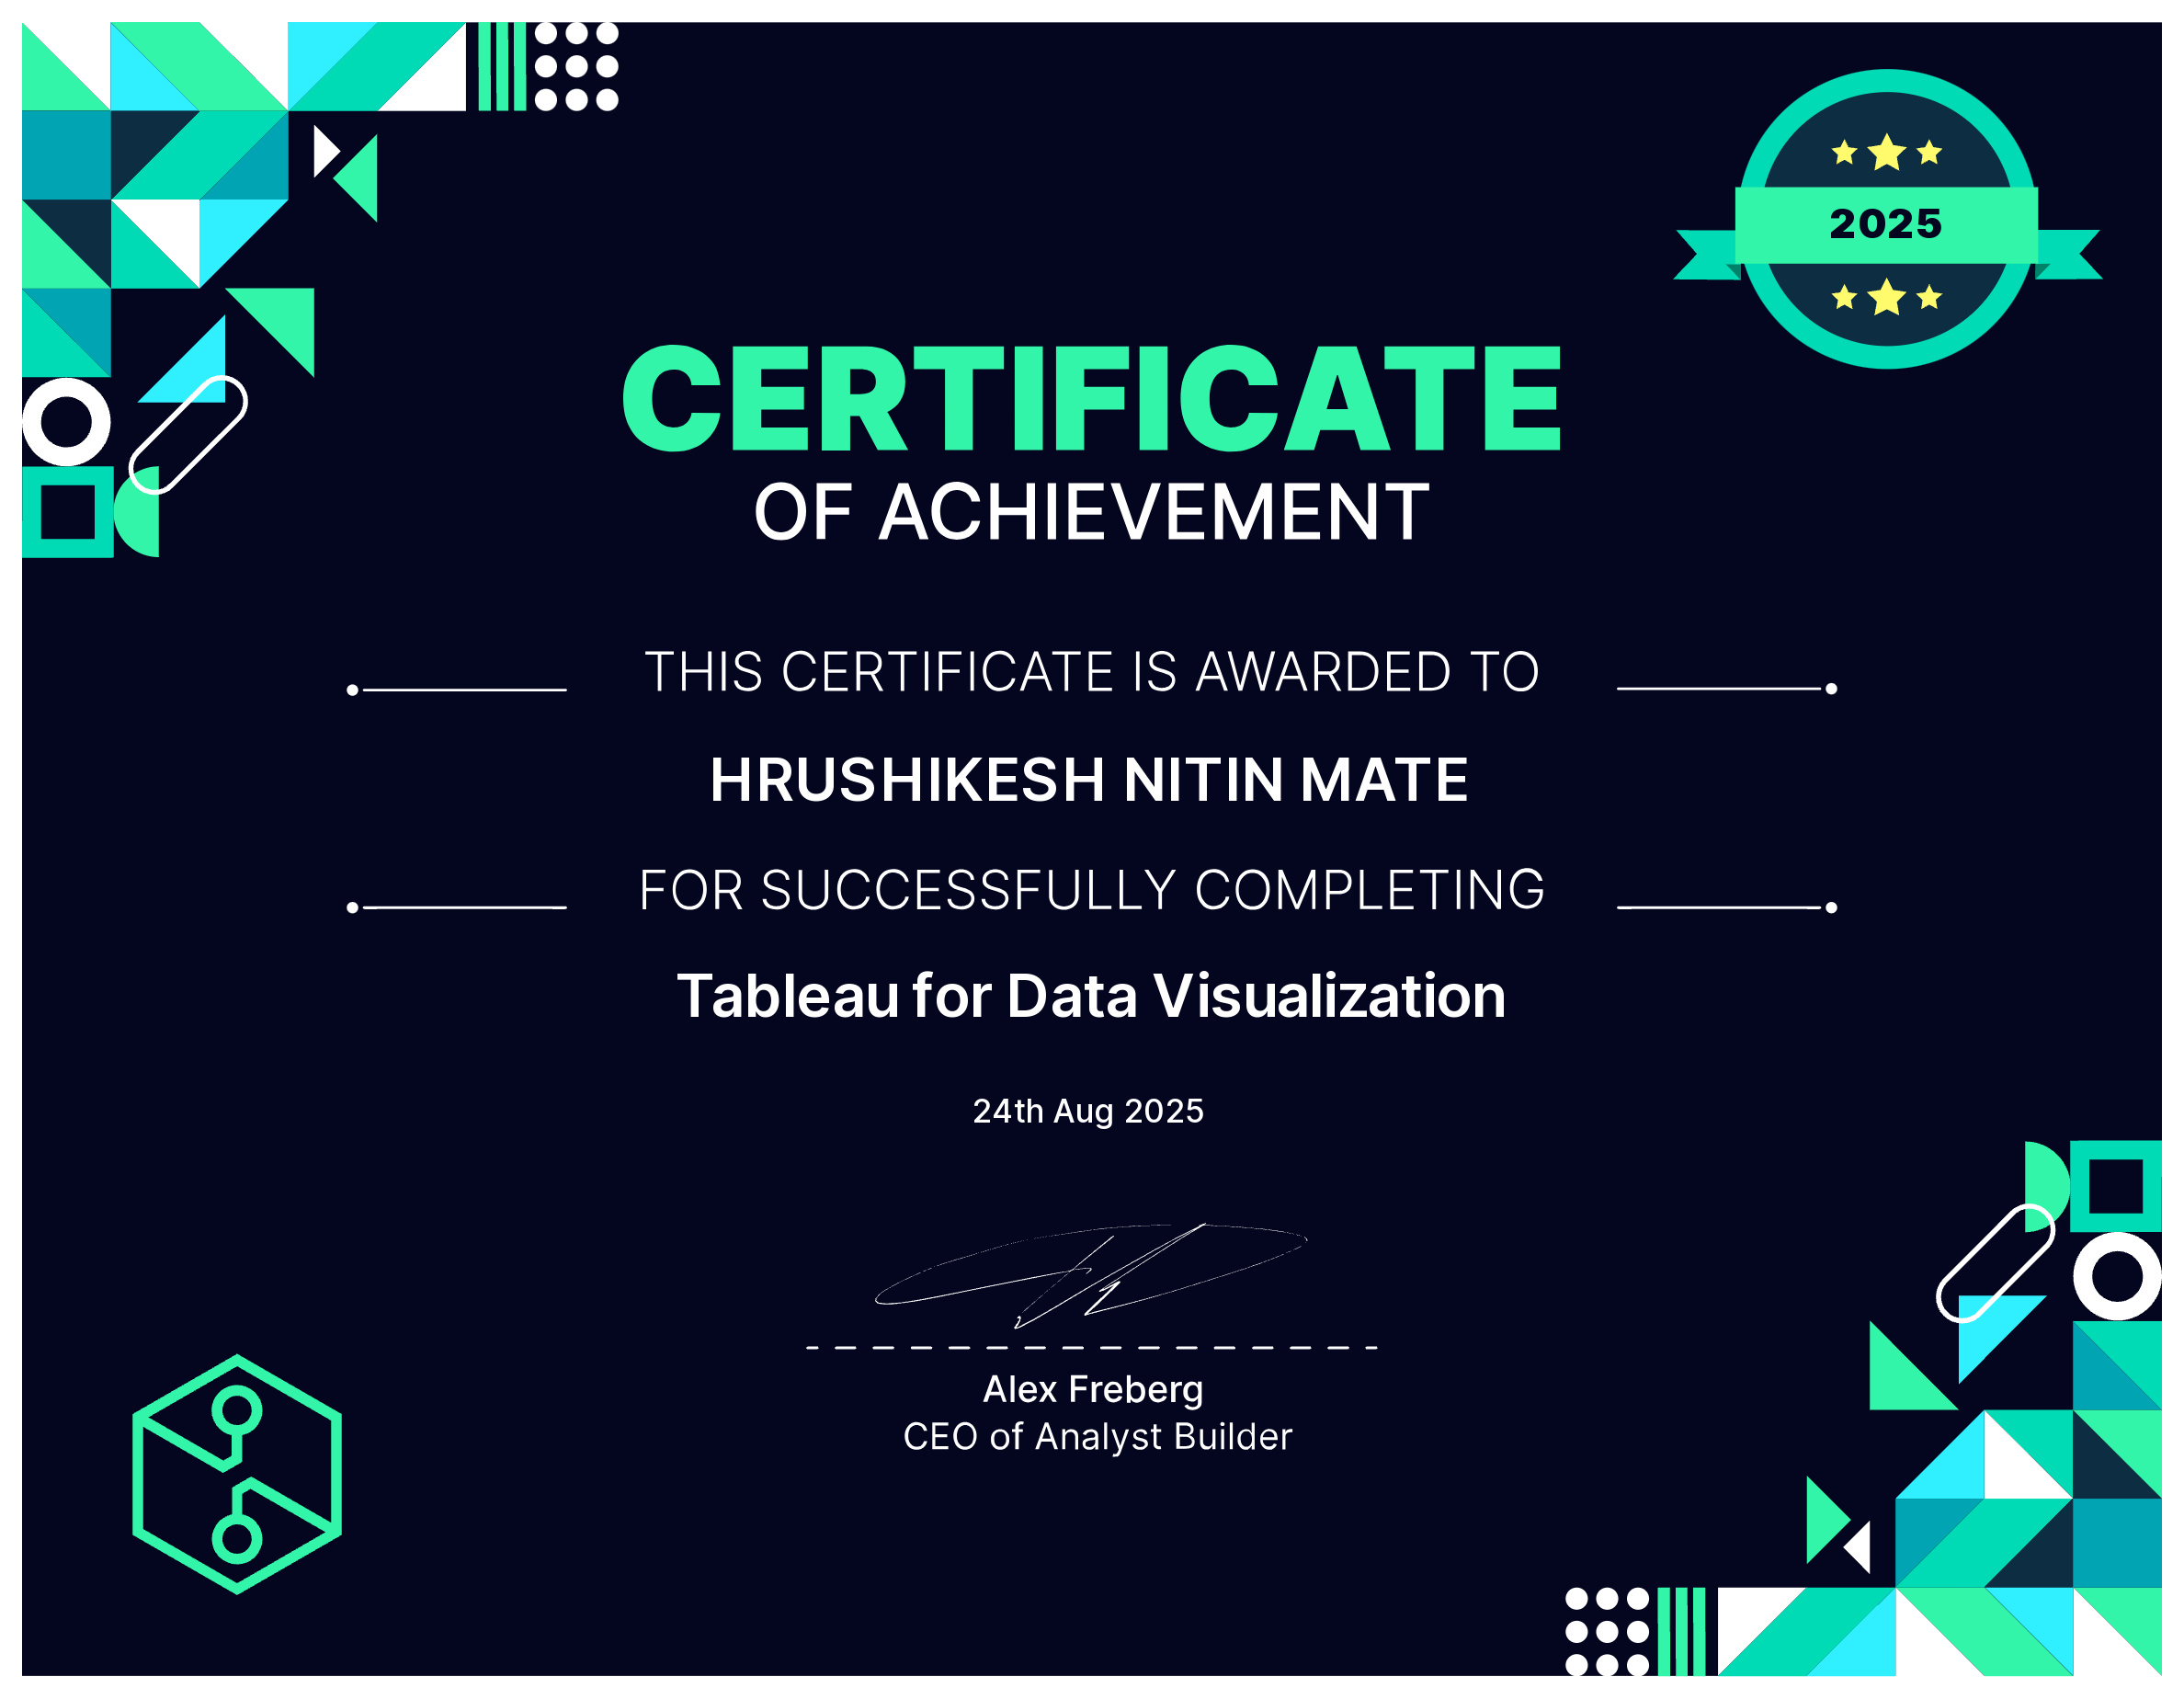 2025
CERTIFICATE
OF ACHIEVEMENT
THIS CERTIFICATE IS AWARDED TO
HRUSHIKESH NITIN MATE
FOR SUCCESSFULLY COMPLETING
Tableau for Data Visualization
24th Aug 2025
Alex Freberg
CEO of Analyst Builder